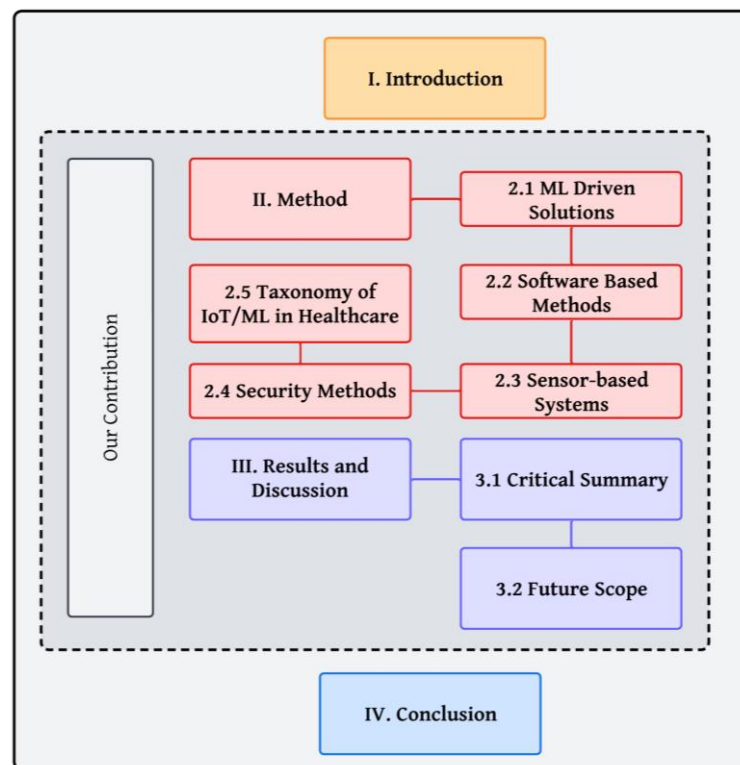 I. Introduction
Our Contribution
II. Method
2.1 ML Driven
Solutions
2.2 Software Based
Methods
2.3 Sensor-based
Systems
2.4 Security Methods
2.5 Taxonomy of
IoT/ML in Healthcare
III. Results and
Discussion
3.1 Critical Summary
3.2 Future Scope
IV. Conclusion